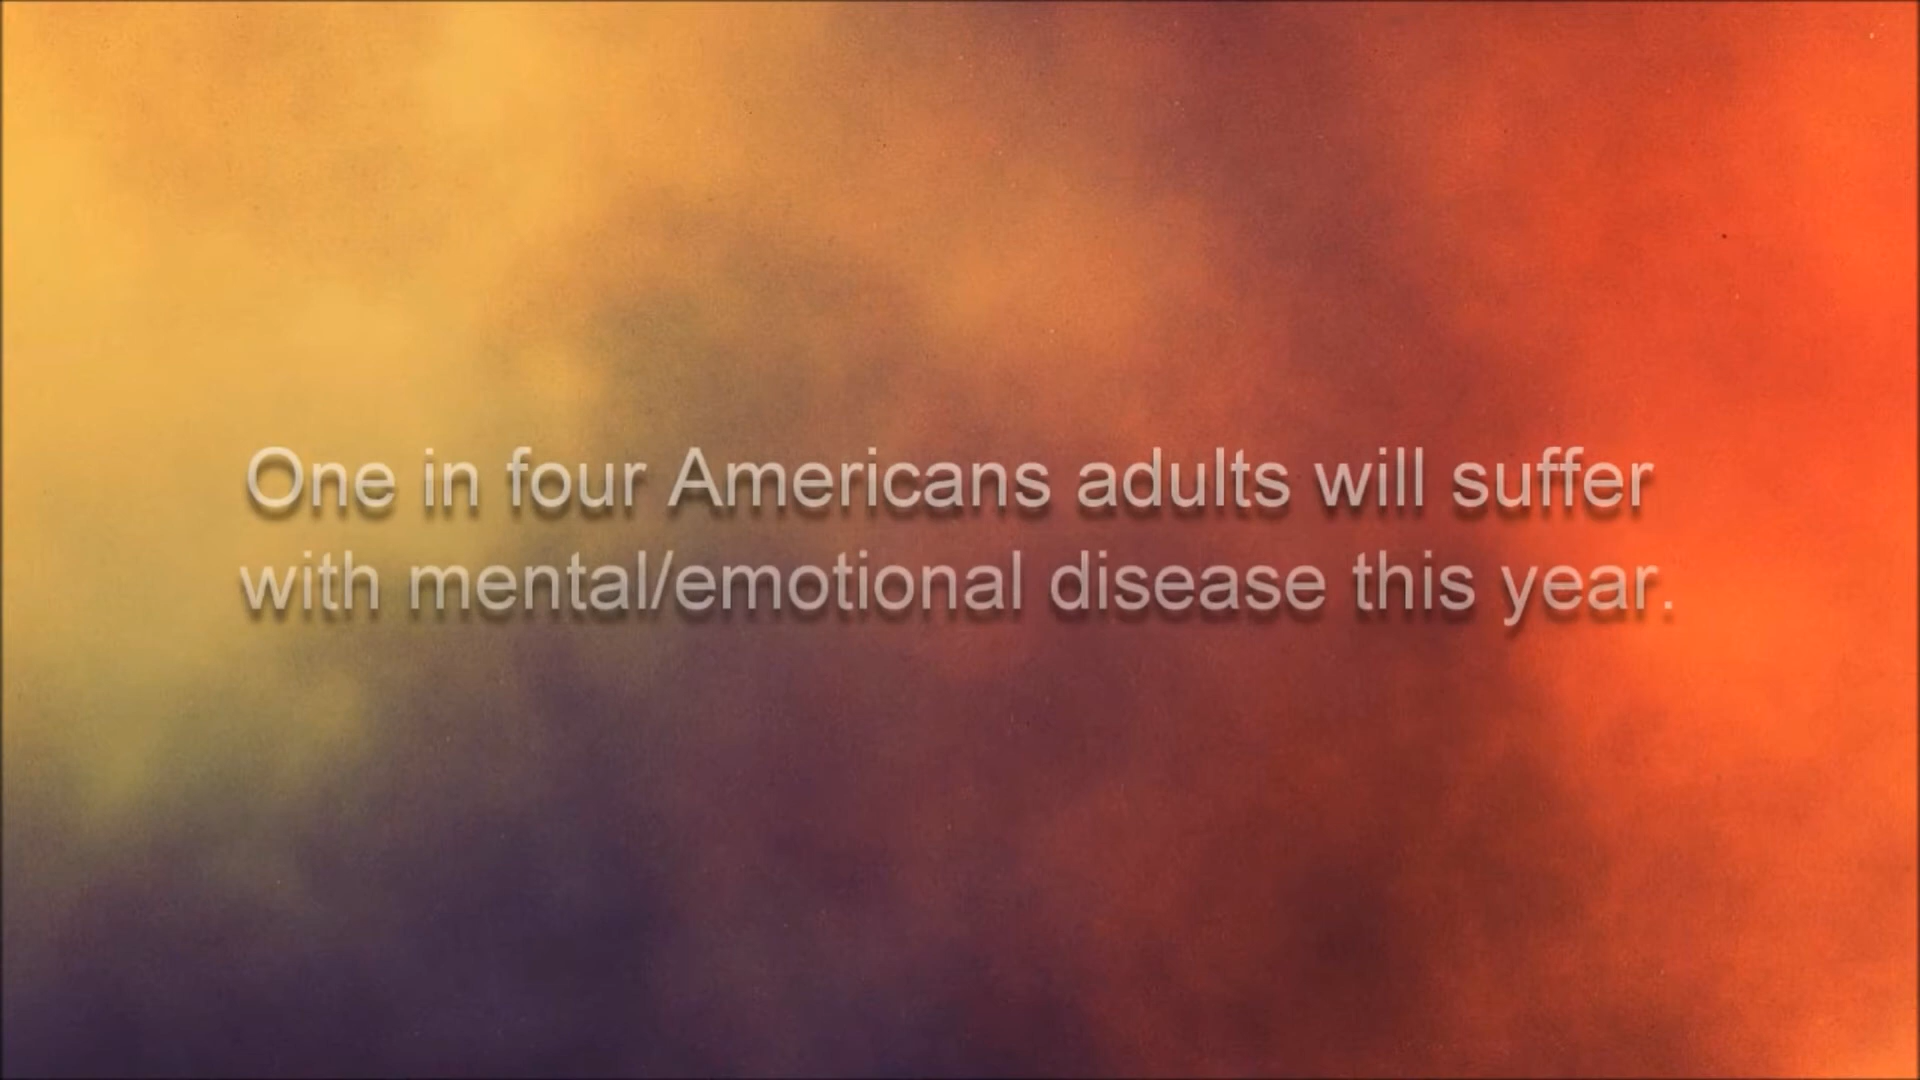 One in four Americans adults will suffer
with mental/emotional disease this year.